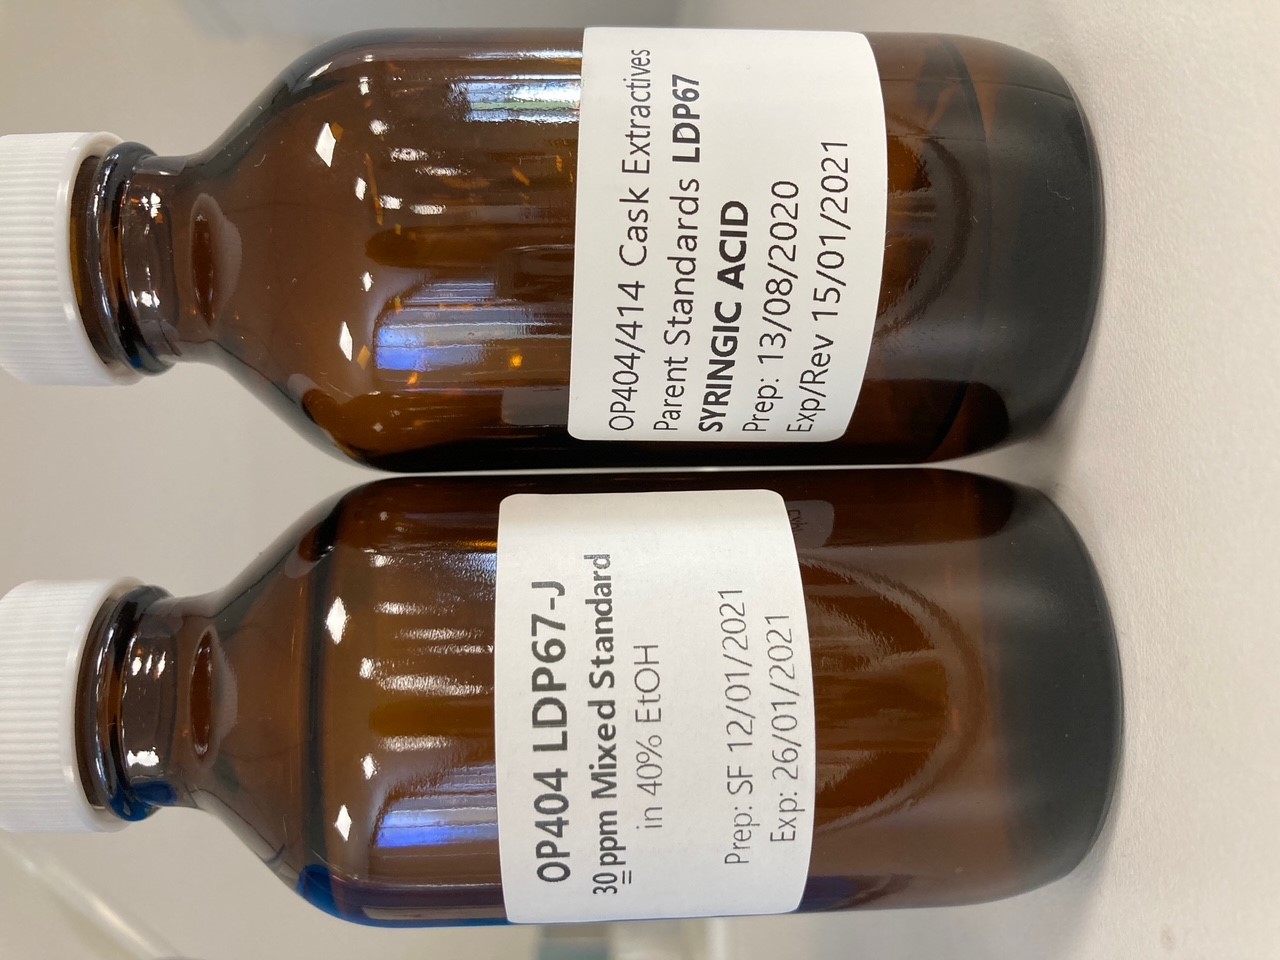 OP404 LDP67-J
30 ppm Mixed Standard
in 40% EtOH
Prep: SF 12/01/2021
Exp: 26/01/2021
OP404/414 Cask Extractives
Parent Standards LDP67
SYRINGIC ACID
Prep: 13/08/2020
Exp/Rev 15/01/2021